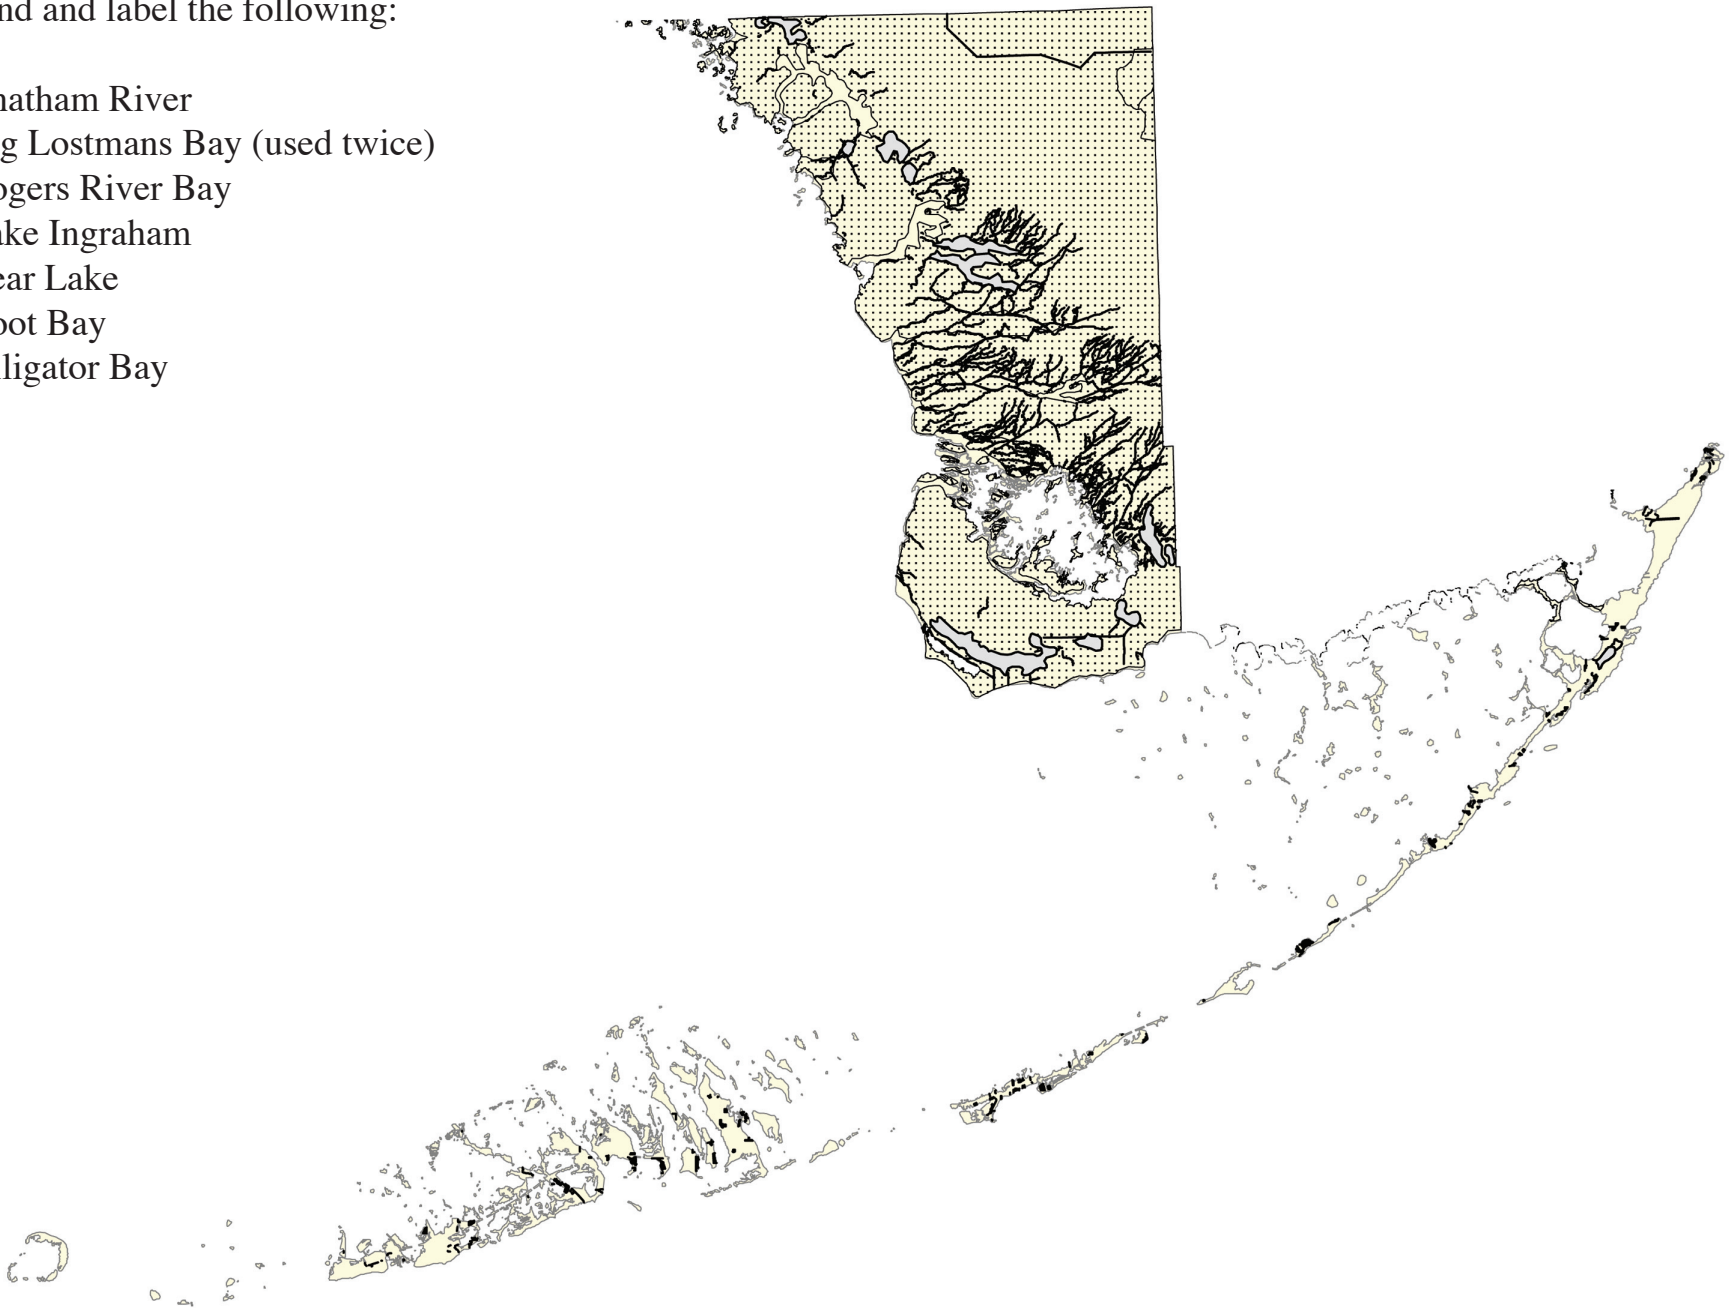 nd and label the following:
hatham River
g Lostmans Bay (used twice)
ogers River Bay
ake Ingraham
ear Lake
oot Bay
lligator Bay